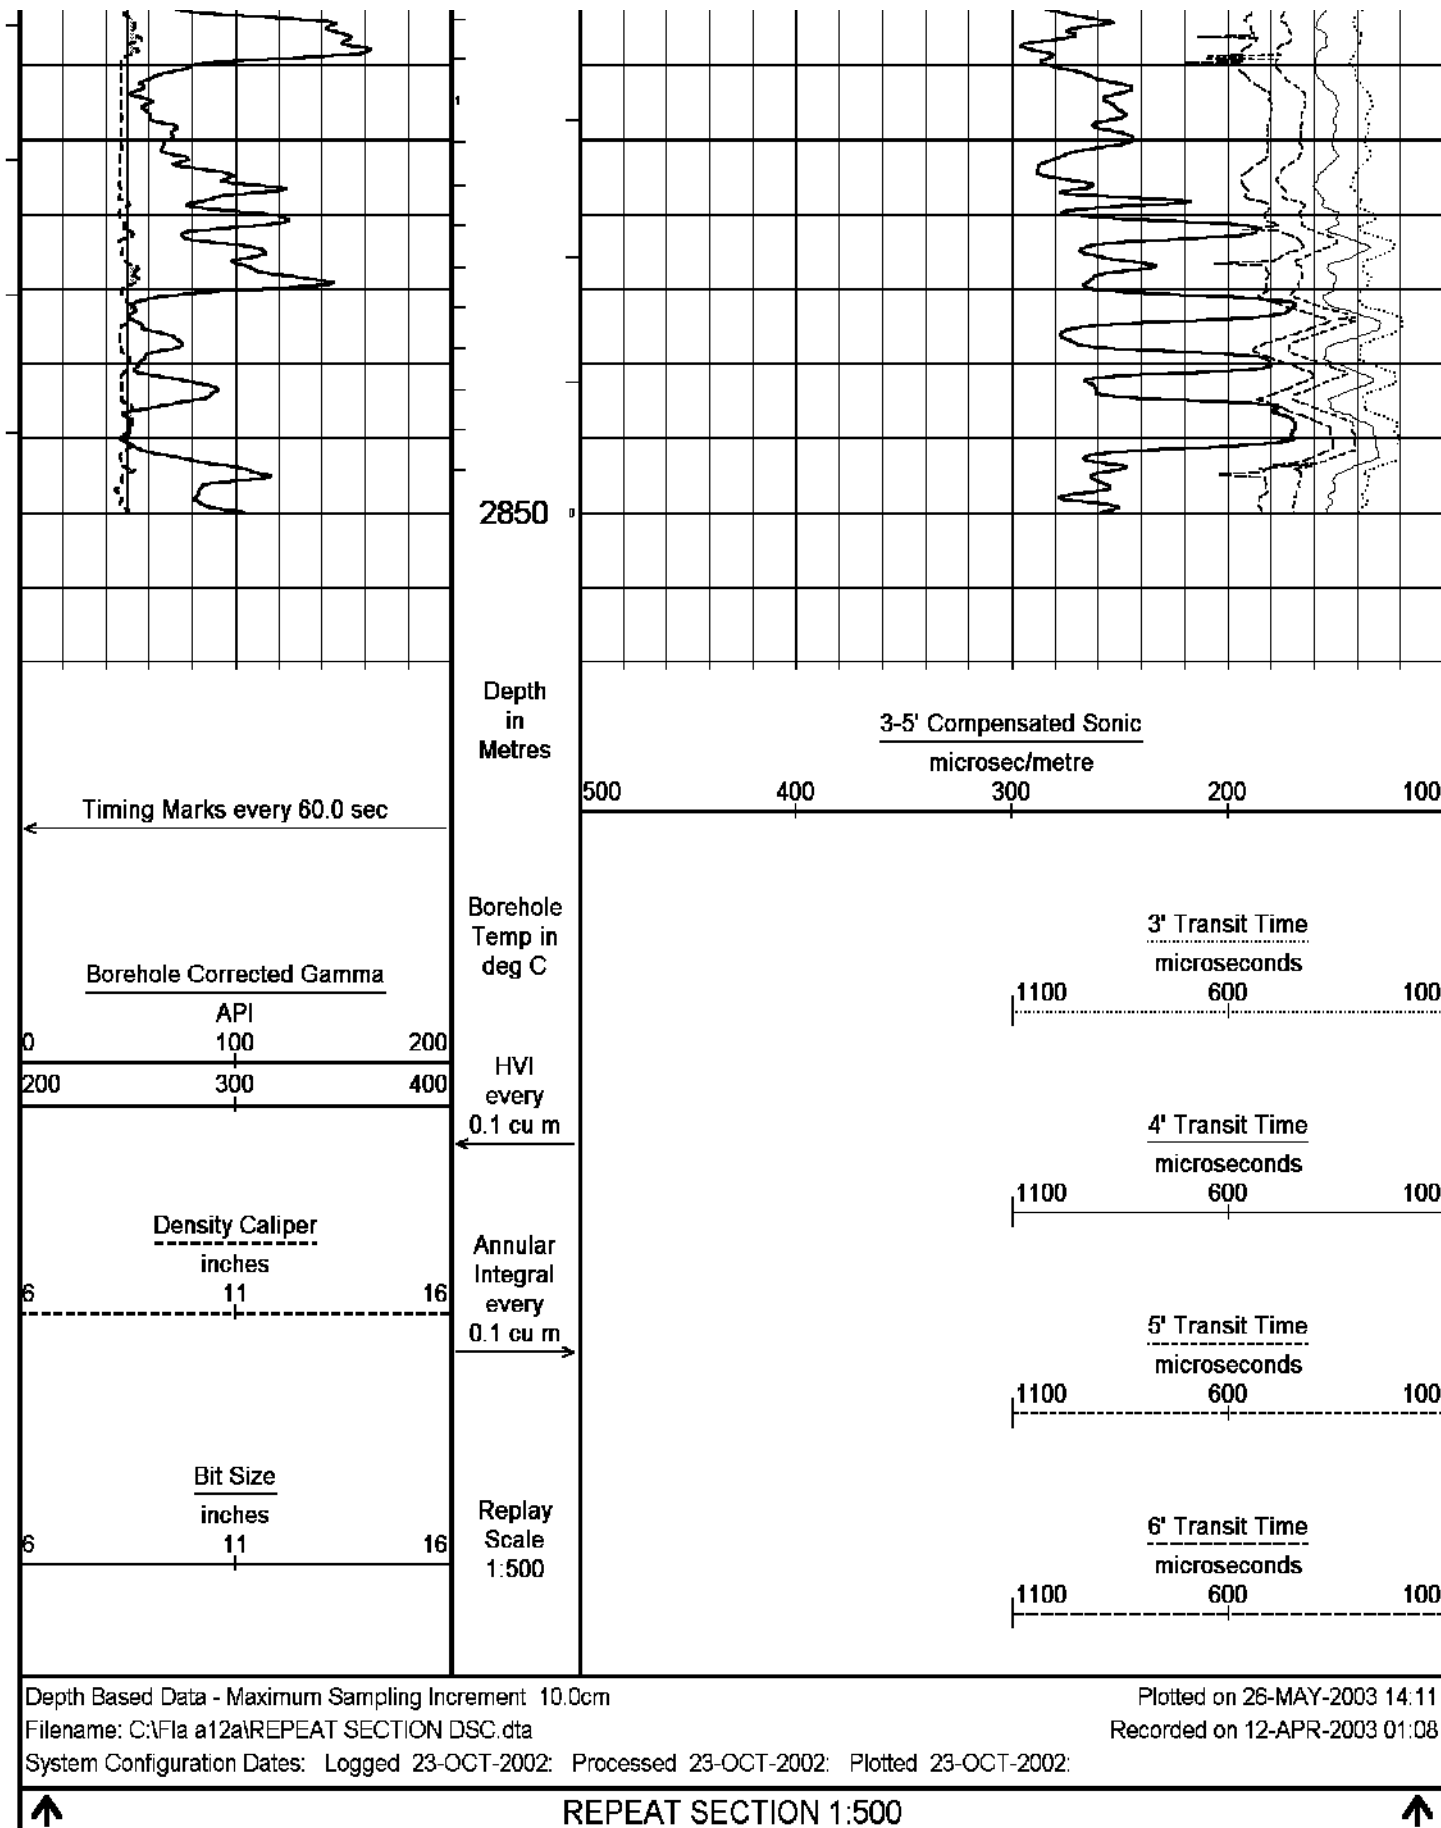 1
2850 0
Depth
in
Metres
3-5' Compensated Sonic
microsec/metre
500 400 300 200 100
Timing Marks every 60.0 sec
Borehole
Temp in
deg C
3' Transit Time
microseconds
1100 600 100
Borehole Corrected Gamma
API
0 100 200
200 300 400
HVI
every
0.1 cu m
4' Transit Time
microseconds
1100 600 100
Density Caliper
inches
6 11 16
Annular
Integral
every
0.1 cu m
5' Transit Time
microseconds
1100 600 100
Bit Size
inches
6 11 16
Replay
Scale
1:500
6' Transit Time
microseconds
1100 600 100
Depth Based Data - Maximum Sampling Increment 10.0cm
Plotted on 26-MAY-2003 14:11
Filename: C:\Fla a12a\REPEAT SECTION DSC.dta
Recorded on 12-APR-2003 01:08
System Configuration Dates: Logged 23-OCT-2002: Processed 23-OCT-2002: Plotted 23-OCT-2002:
REPEAT SECTION 1:500